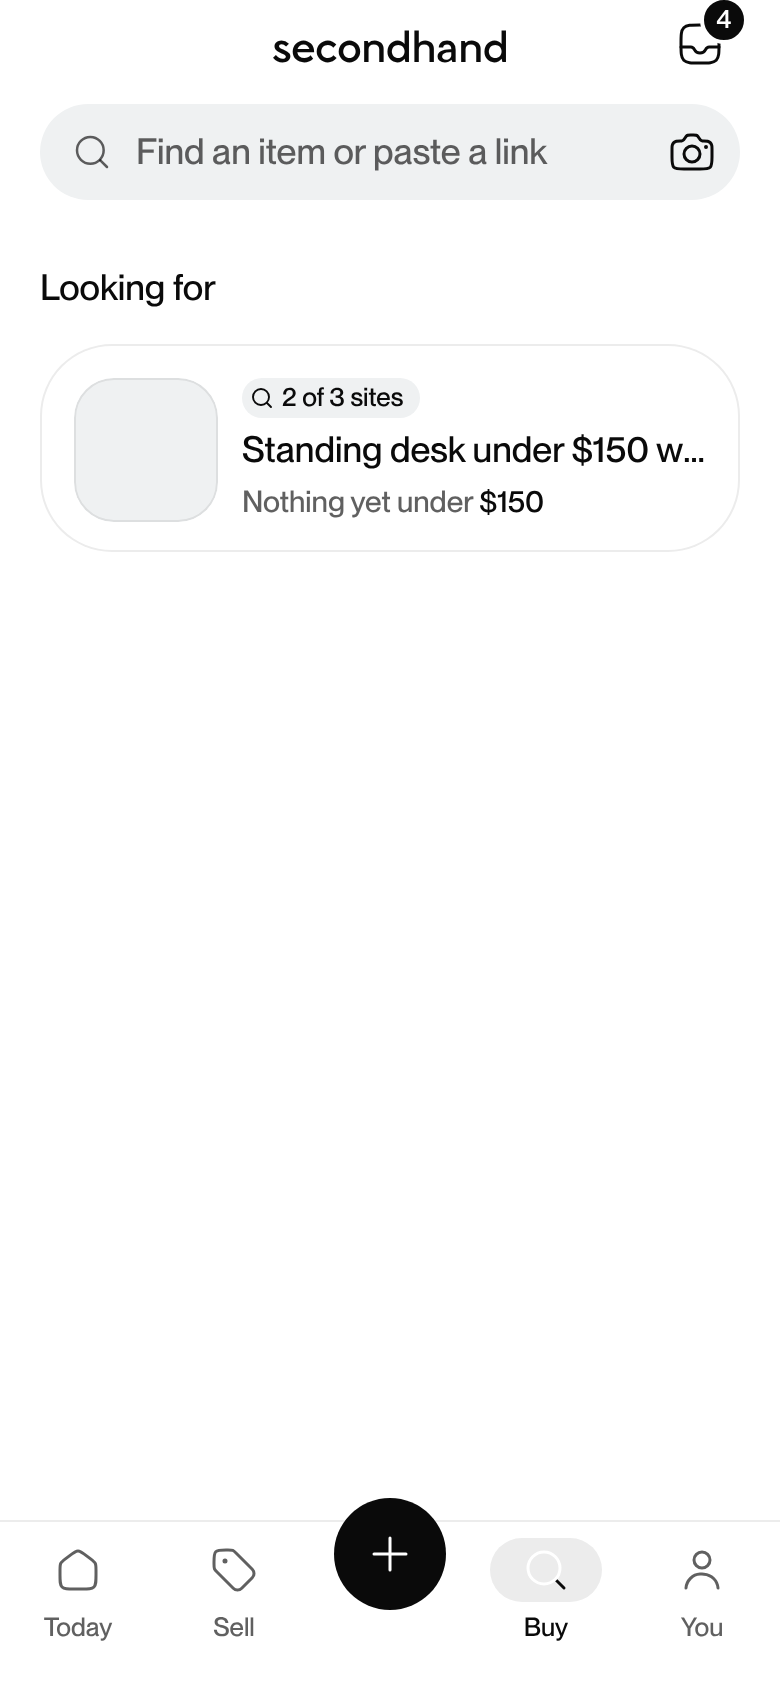 4
secondhand
Find an item or paste a link
Looking for
2 of 3 sites
Standing desk under $150 w...
Nothing yet under $150
Today
Sell
Buy
You